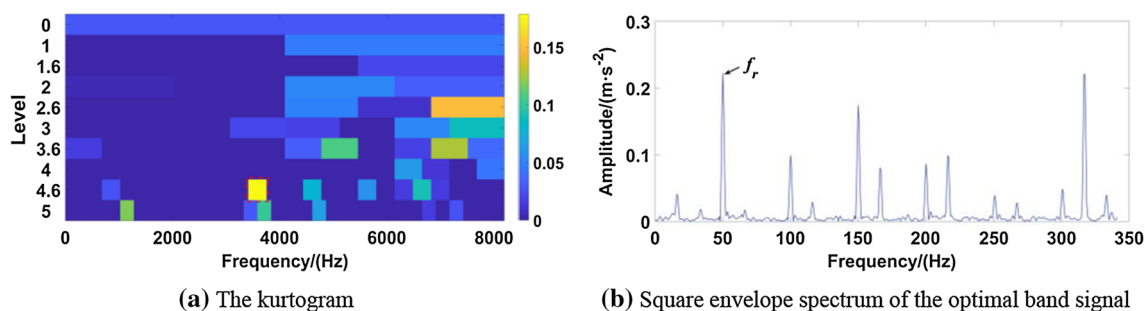 Level
0
1
1.6
2
2.6
3
3.6
4
4.6
5
0 2000 4000 6000 8000
Frequency/(Hz)
0.15
0.1
0.05
0
(a) The kurtogram
Amplitude/(m·s⁻²)
0.3
0.2
0.1
0
f_r
0 50 100 150 200 250 300 350
Frequency/(Hz)
(b) Square envelope spectrum of the optimal band signal